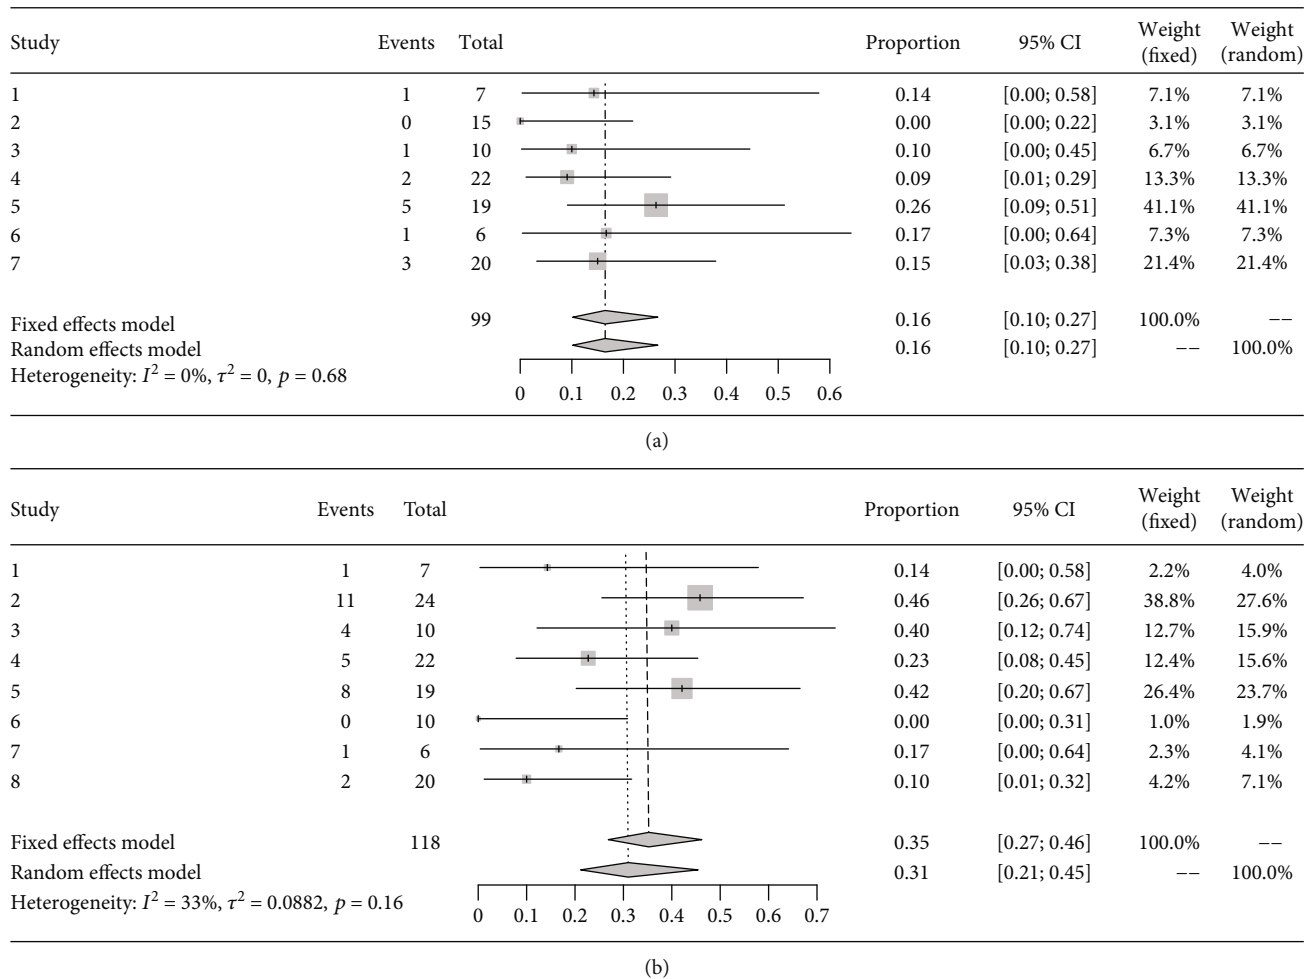 Study Events Total Proportion 95% CI Weight (fixed) Weight (random)
1 1 7 0.14 [0.00; 0.58] 7.1% 7.1%
2 0 15 0.00 [0.00; 0.22] 3.1% 3.1%
3 1 10 0.10 [0.00; 0.45] 6.7% 6.7%
4 2 22 0.09 [0.01; 0.29] 13.3% 13.3%
5 5 19 0.26 [0.09; 0.51] 41.1% 41.1%
6 1 6 0.17 [0.00; 0.64] 7.3% 7.3%
7 3 20 0.15 [0.03; 0.38] 21.4% 21.4%
Fixed effects model 99 0.16 [0.10; 0.27] 100.0% −−
Random effects model 0.16 [0.10; 0.27] −− 100.0%
Heterogeneity: I² = 0%, τ² = 0, p = 0.68
0 0.1 0.2 0.3 0.4 0.5 0.6
(a)
Study Events Total Proportion 95% CI Weight (fixed) Weight (random)
1 1 7 0.14 [0.00; 0.58] 2.2% 4.0%
2 11 24 0.46 [0.26; 0.67] 38.8% 27.6%
3 4 10 0.40 [0.12; 0.74] 12.7% 15.9%
4 5 22 0.23 [0.08; 0.45] 12.4% 15.6%
5 8 19 0.42 [0.20; 0.67] 26.4% 23.7%
6 0 10 0.00 [0.00; 0.31] 1.0% 1.9%
7 1 6 0.17 [0.00; 0.64] 2.3% 4.1%
8 2 20 0.10 [0.01; 0.32] 4.2% 7.1%
Fixed effects model 118 0.35 [0.27; 0.46] 100.0% −−
Random effects model 0.31 [0.21; 0.45] −− 100.0%
Heterogeneity: I² = 33%, τ² = 0.0882, p = 0.16
0 0.1 0.2 0.3 0.4 0.5 0.6 0.7
(b)